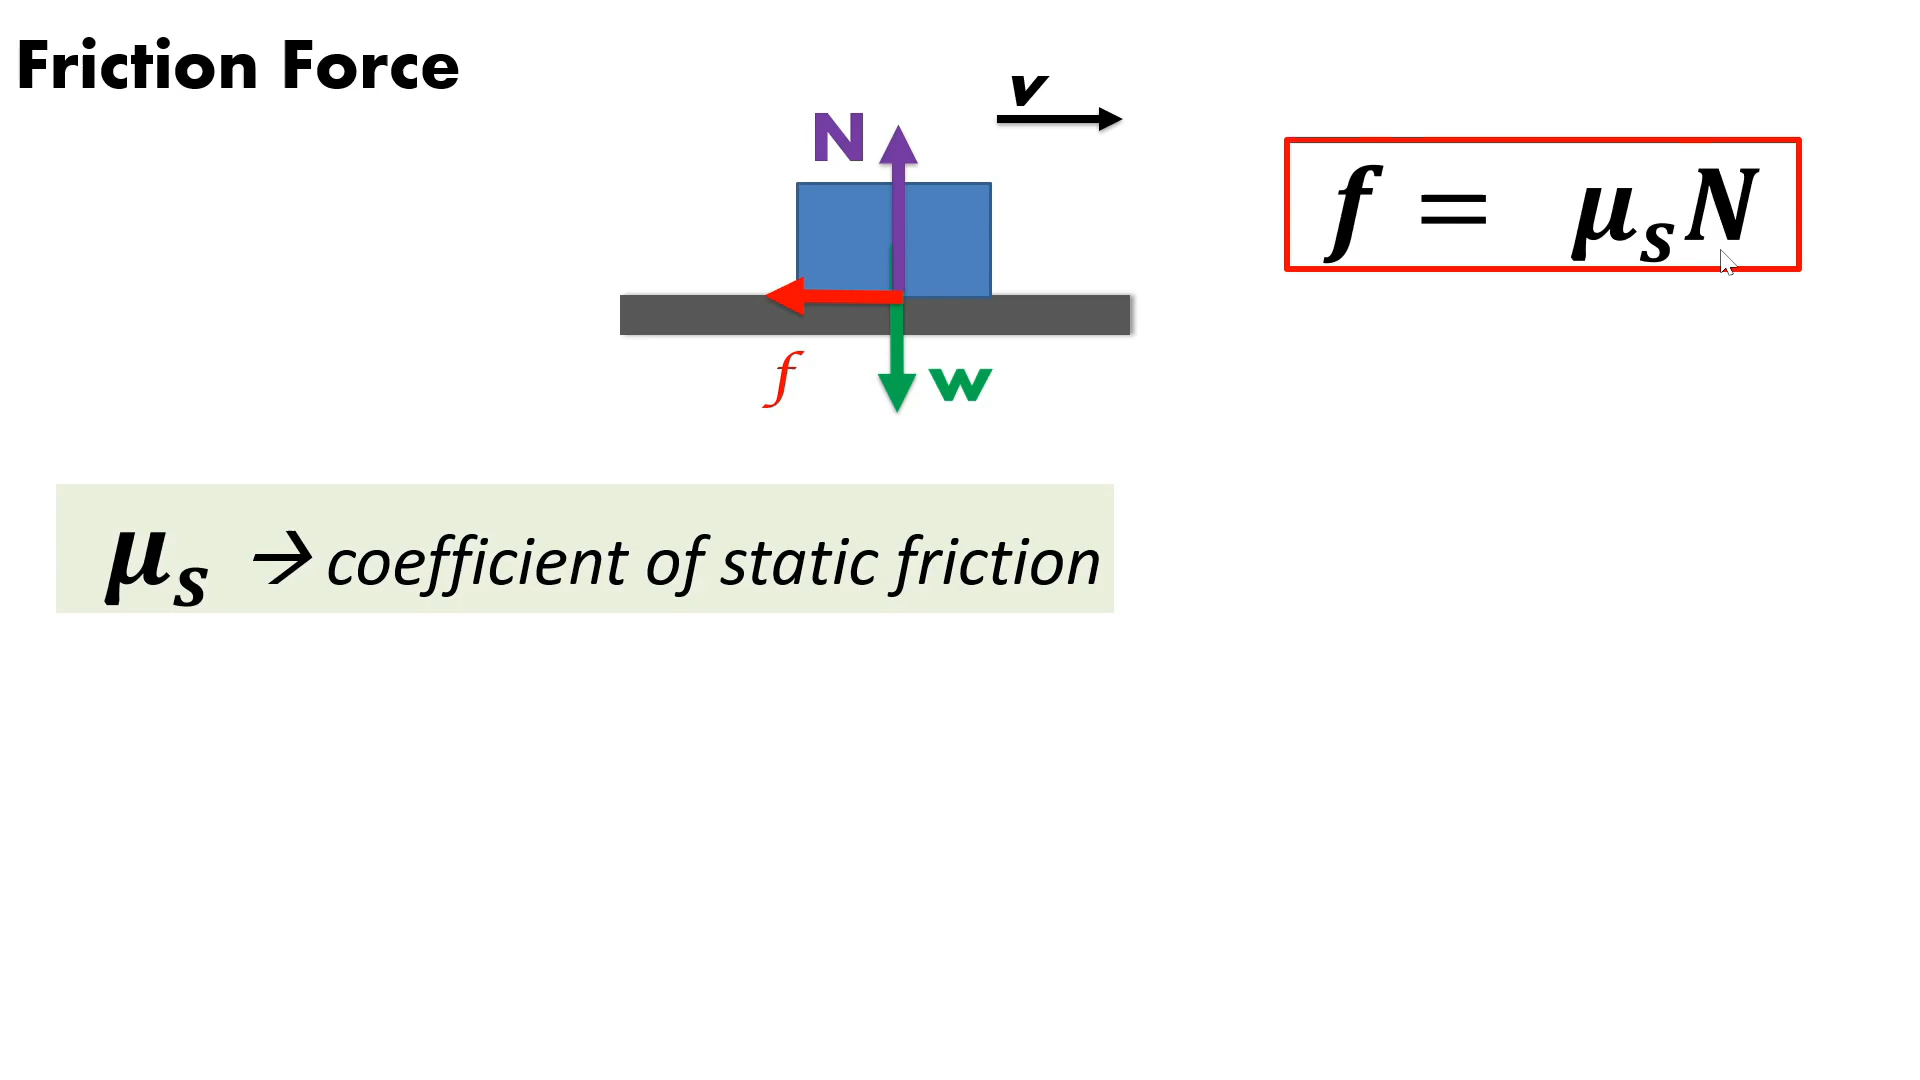 Friction Force
v
N
f = μₛN
f
w
μₛ → coefficient of static friction